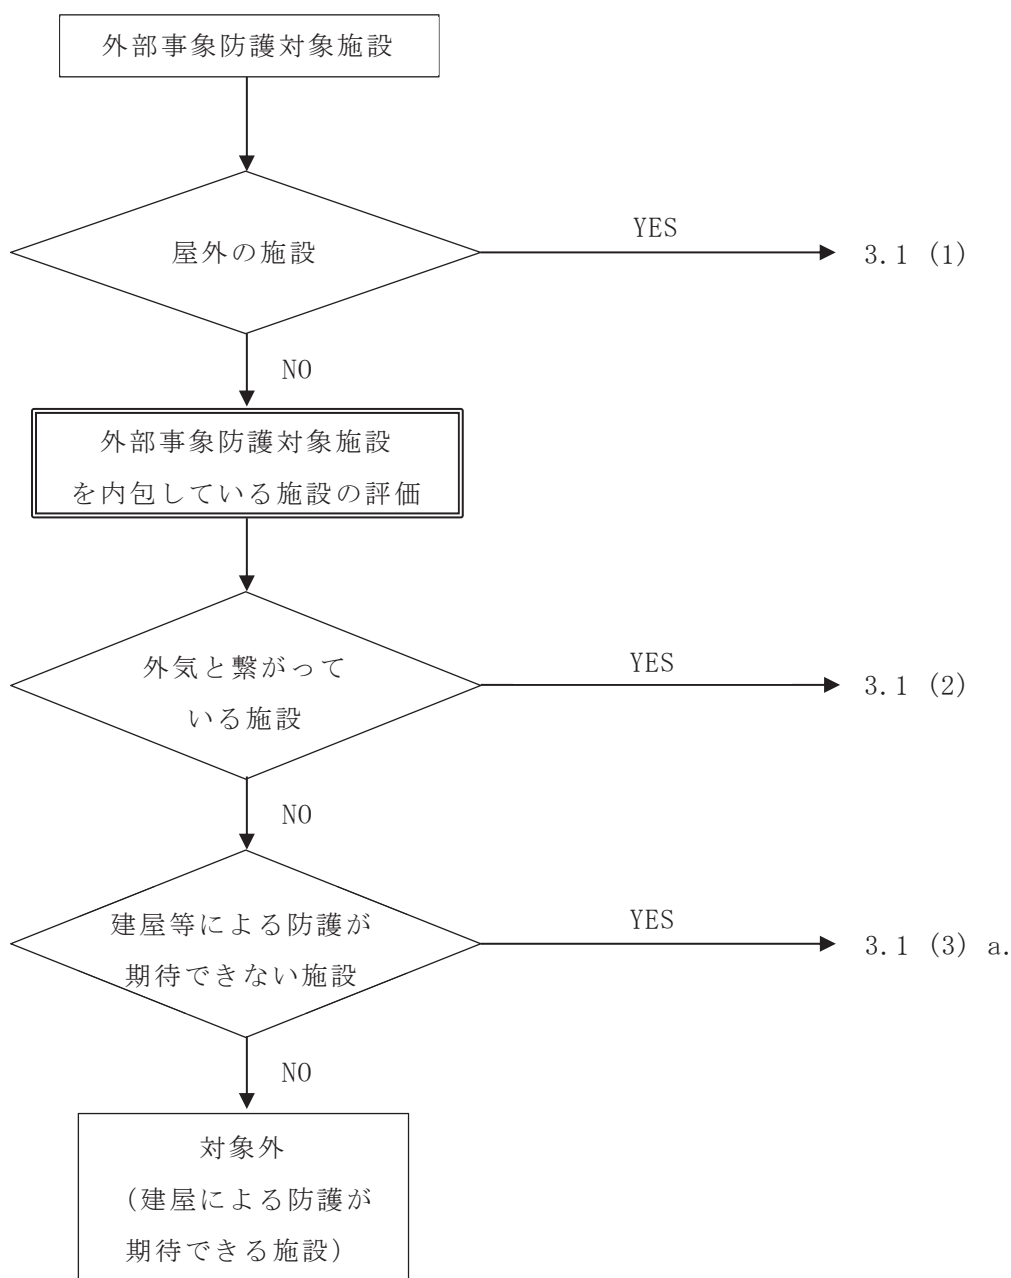 外部事象防護対象施設
屋外の施設
YES
3.1 (1)
NO
外部事象防護対象施設
を内包している施設の評価
外気と繋がって
いる施設
YES
3.1 (2)
NO
建屋等による防護が
期待できない施設
YES
3.1 (3) a.
NO
対象外
(建屋による防護が
期待できる施設)